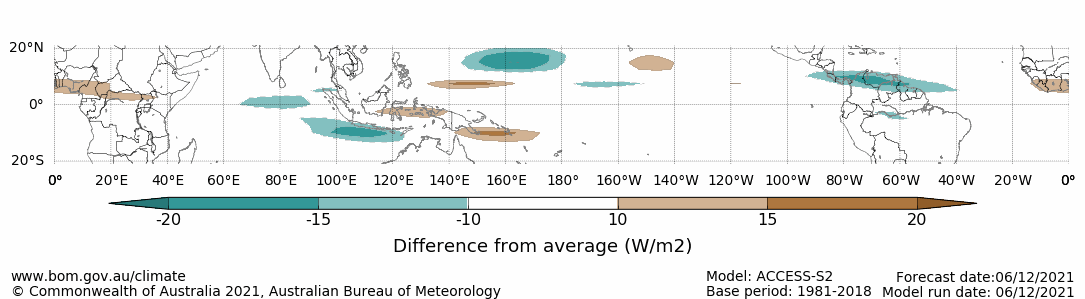 20°N
0°
20°S
0° 20°E 40°E 60°E 80°E 100°E 120°E 140°E 160°E 180° 160°W 140°W 120°W 100°W 80°W 60°W 40°W 20°W 0°
-20 -15 -10 10 15 20
Difference from average (W/m2)
www.bom.gov.au/climate
© Commonwealth of Australia 2021, Australian Bureau of Meteorology
Model: ACCESS-S2
Base period: 1981-2018
Forecast date:06/12/2021
Model run date: 06/12/2021